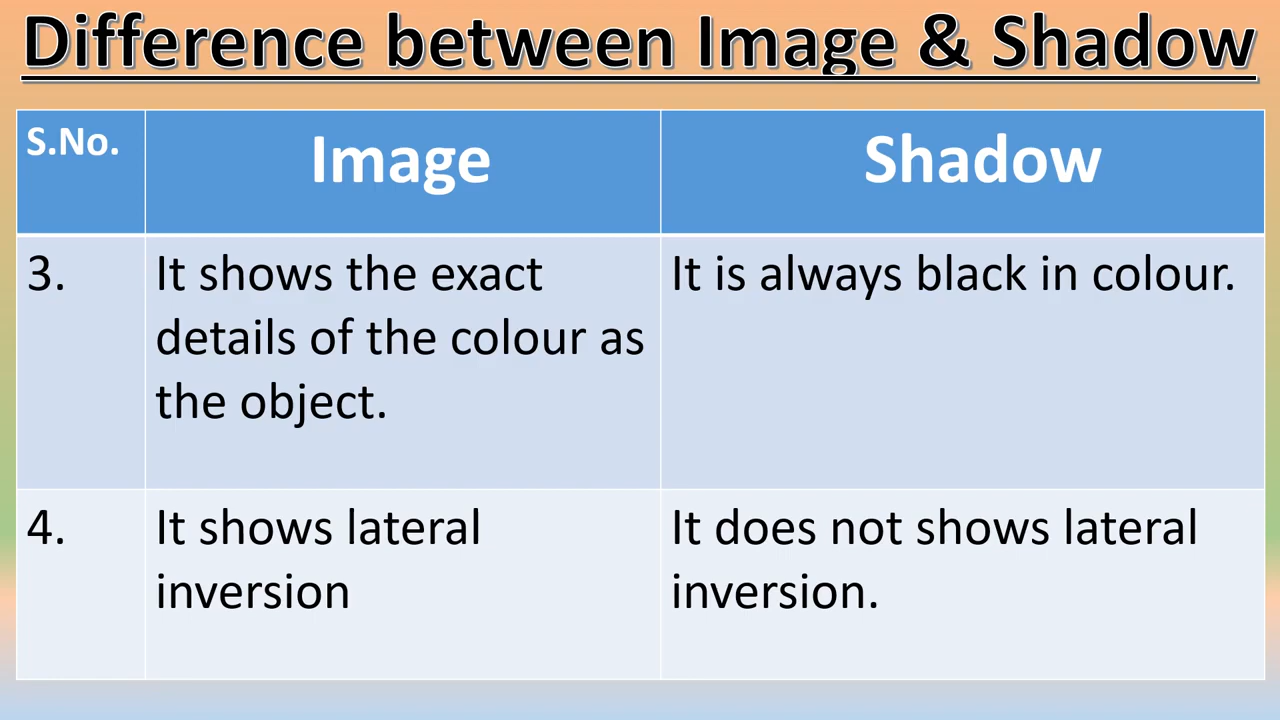 Difference between Image & Shadow
S.No. Image Shadow
3. It shows the exact It is always black in colour.
details of the colour as
the object.
4. It shows lateral It does not shows lateral
inversion inversion.